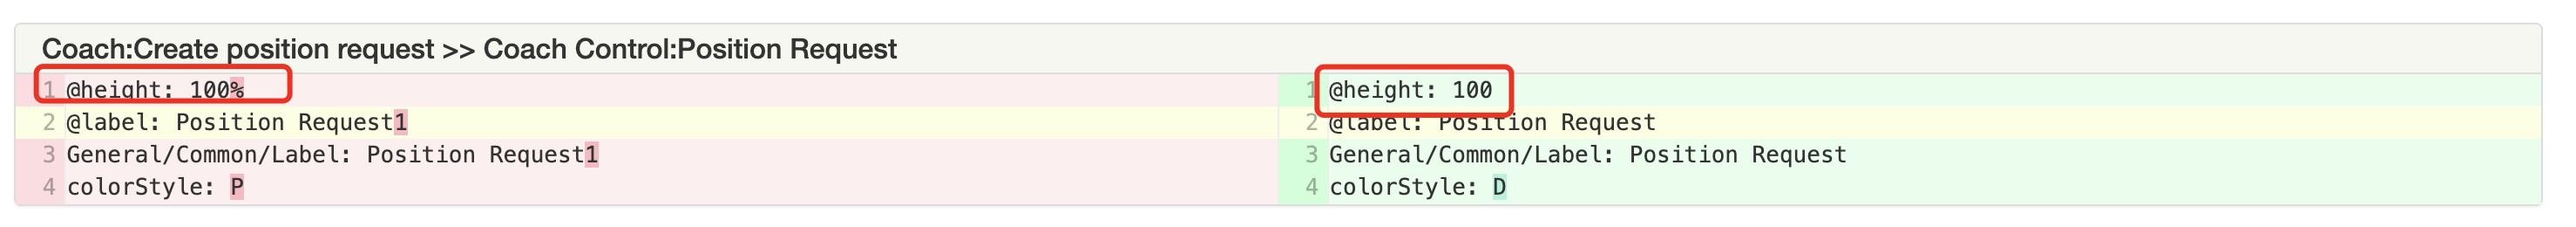 Coach:Create position request >> Coach Control:Position Request
1 @height: 100%
1 @height: 100
2 @label: Position Request1
2 @label: Position Request
3 General/Common/Label: Position Request1
3 General/Common/Label: Position Request
4 colorStyle: P
4 colorStyle: D